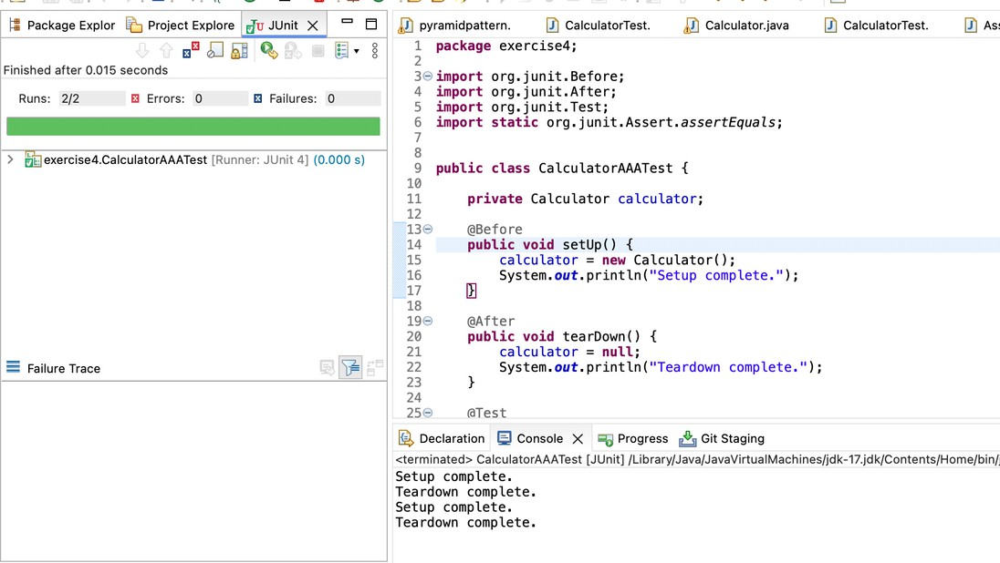 Package Explor Project Explore JUnit
Finished after 0.015 seconds
Runs: 2/2 Errors: 0 Failures: 0
exercise4.CalculatorAAATest [Runner: JUnit 4] (0.000 s)
Failure Trace
pyramidpattern. CalculatorTest. Calculator.java CalculatorTest. Ass
1 package exercise4;
2
3 import org.junit.Before;
4 import org.junit.After;
5 import org.junit.Test;
6 import static org.junit.Assert.assertEquals;
7
8
9 public class CalculatorAAATest {
10
11 private Calculator calculator;
12
13 @Before
14 public void setUp() {
15 calculator = new Calculator();
16 System.out.println("Setup complete.");
17 }
18
19 @After
20 public void tearDown() {
21 calculator = null;
22 System.out.println("Teardown complete.");
23 }
24
25 @Test
Declaration Console Progress Git Staging
<terminated> CalculatorAAATest [JUnit] /Library/Java/JavaVirtualMachines/jdk-17.jdk/Contents/Home/bin/j
Setup complete.
Teardown complete.
Setup complete.
Teardown complete.